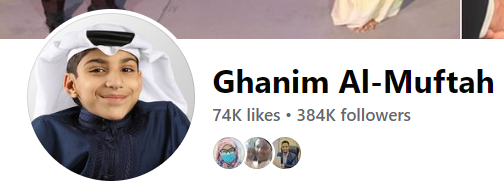 Ghanim Al-Muftah
74K likes • 384K followers